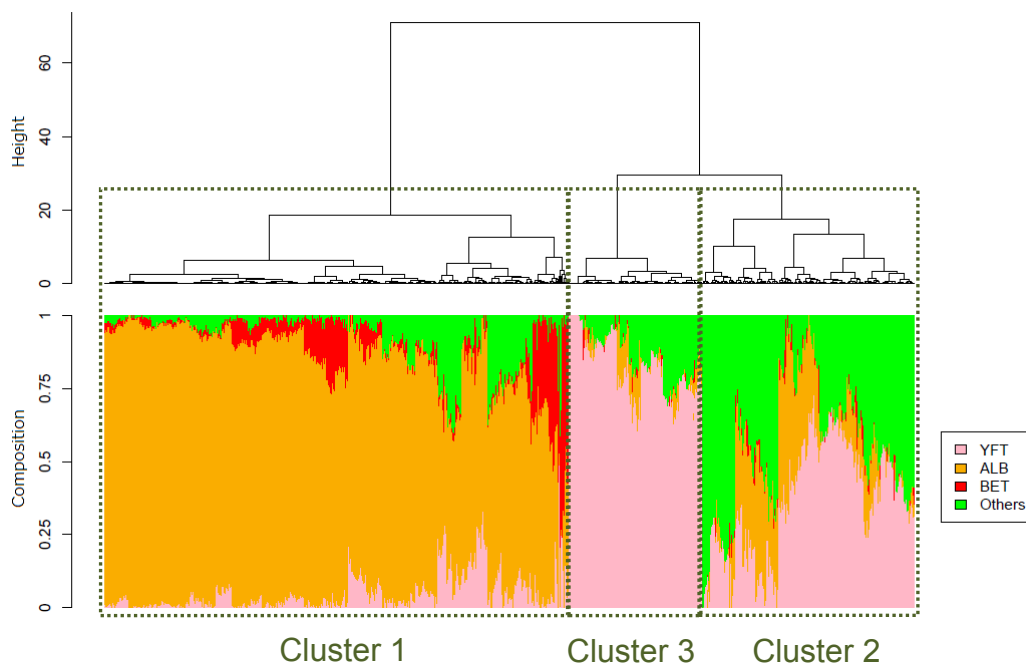 Height
60
40
20
0
Composition
1
0.75
0.5
0.25
0
YFT
ALB
BET
Others
Cluster 1
Cluster 3
Cluster 2